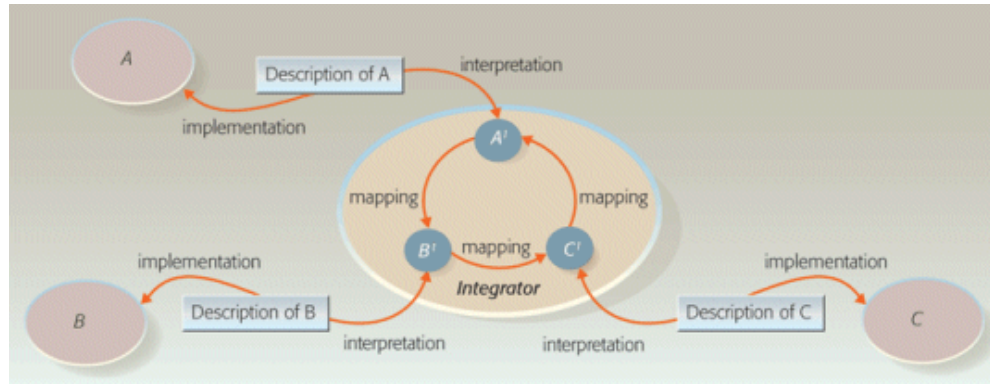 A
Description of A
interpretation
implementation
A'
mapping
mapping
B'
mapping
C'
Integrator
implementation
implementation
B
Description of B
Description of C
C
interpretation
interpretation